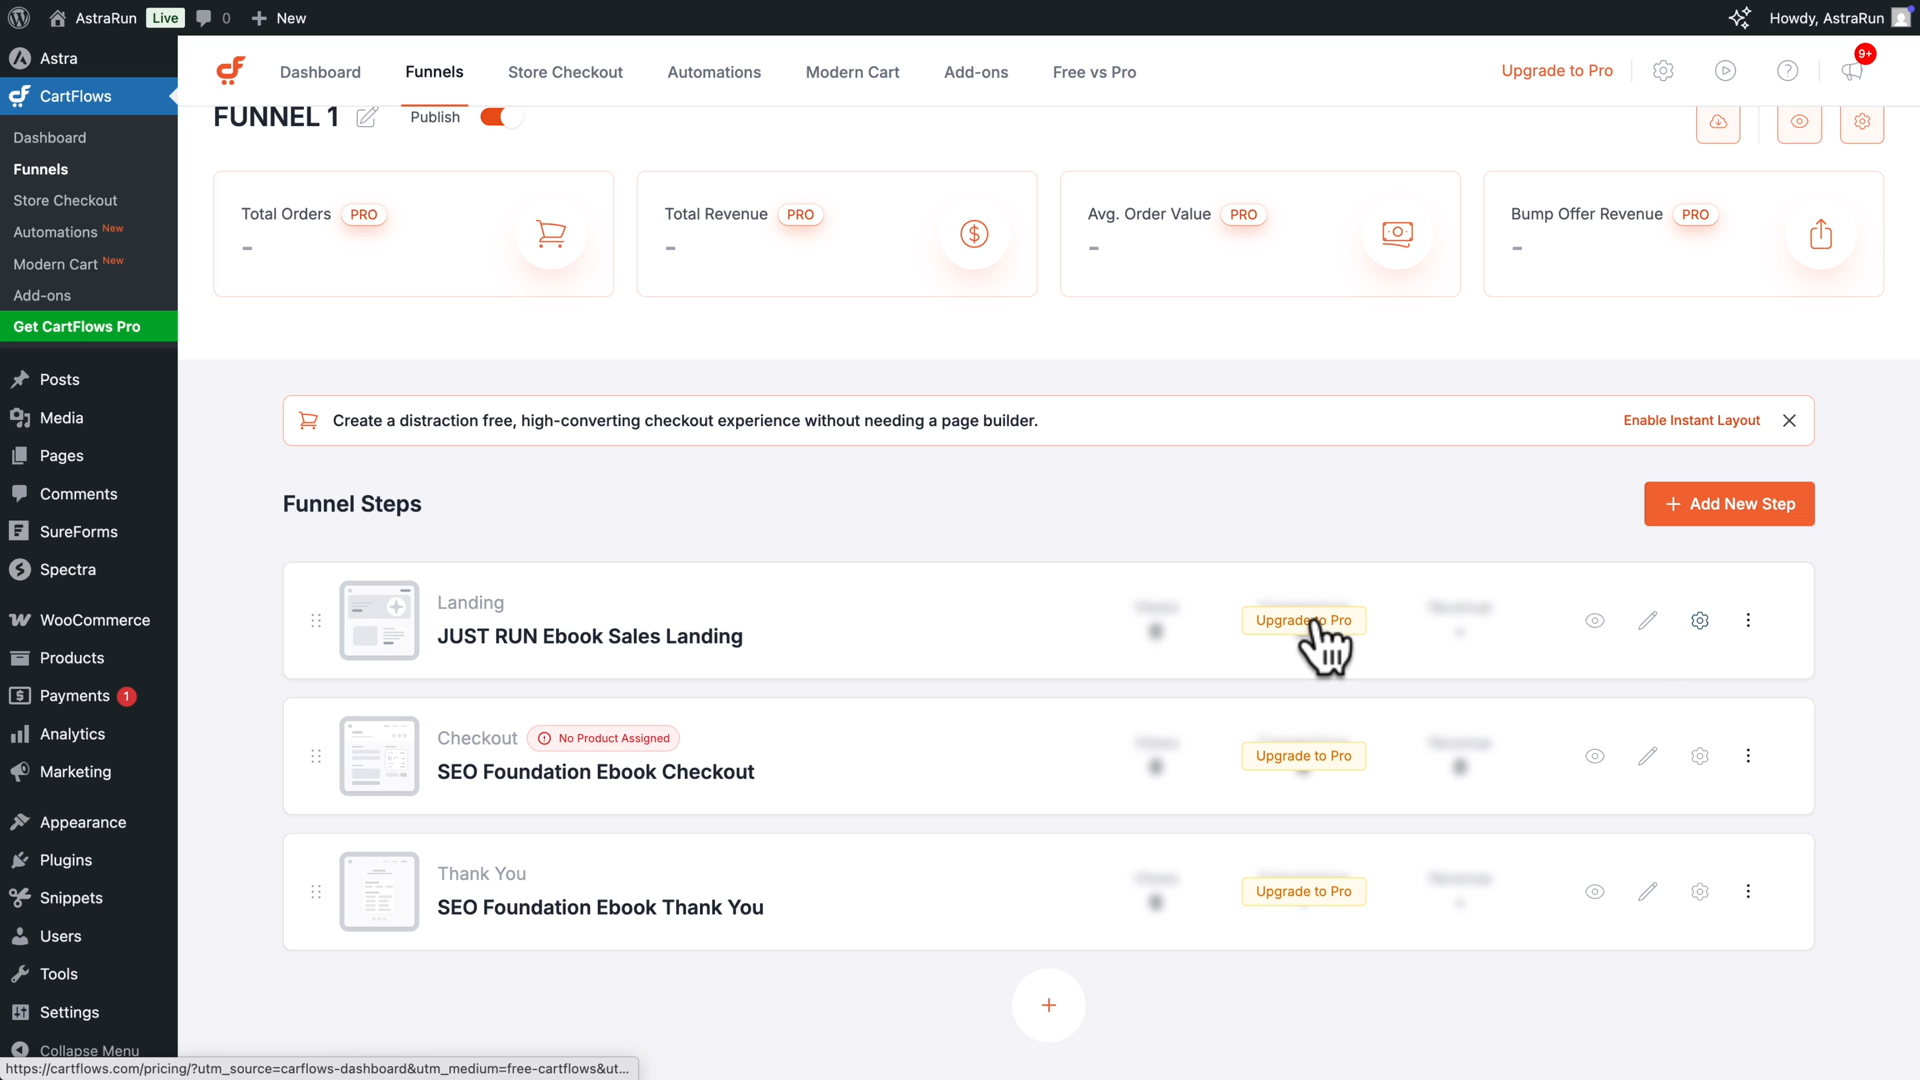 AstraRun Live 0 New
Howdy, AstraRun
Astra
CartFlows
Dashboard
Funnels
Store Checkout
Automations New
Modern Cart New
Add-ons
Get CartFlows Pro
Posts
Media
Pages
Comments
SureForms
Spectra
WooCommerce
Products
Payments 1
Analytics
Marketing
Appearance
Plugins
Snippets
Users
Tools
Settings
Collapse Menu
Dashboard Funnels Store Checkout Automations Modern Cart Add-ons Free vs Pro
Upgrade to Pro 9+
FUNNEL 1 Publish
Total Orders PRO
-
Total Revenue PRO
-
Avg. Order Value PRO
-
Bump Offer Revenue PRO
-
Create a distraction free, high-converting checkout experience without needing a page builder.
Enable Instant Layout
Funnel Steps
+ Add New Step
Landing
JUST RUN Ebook Sales Landing
Upgrade to Pro
Checkout No Product Assigned
SEO Foundation Ebook Checkout
Upgrade to Pro
Thank You
SEO Foundation Ebook Thank You
Upgrade to Pro
https://cartflows.com/pricing/?utm_source=carflows-dashboard&utm_medium=free-cartflows&ut...